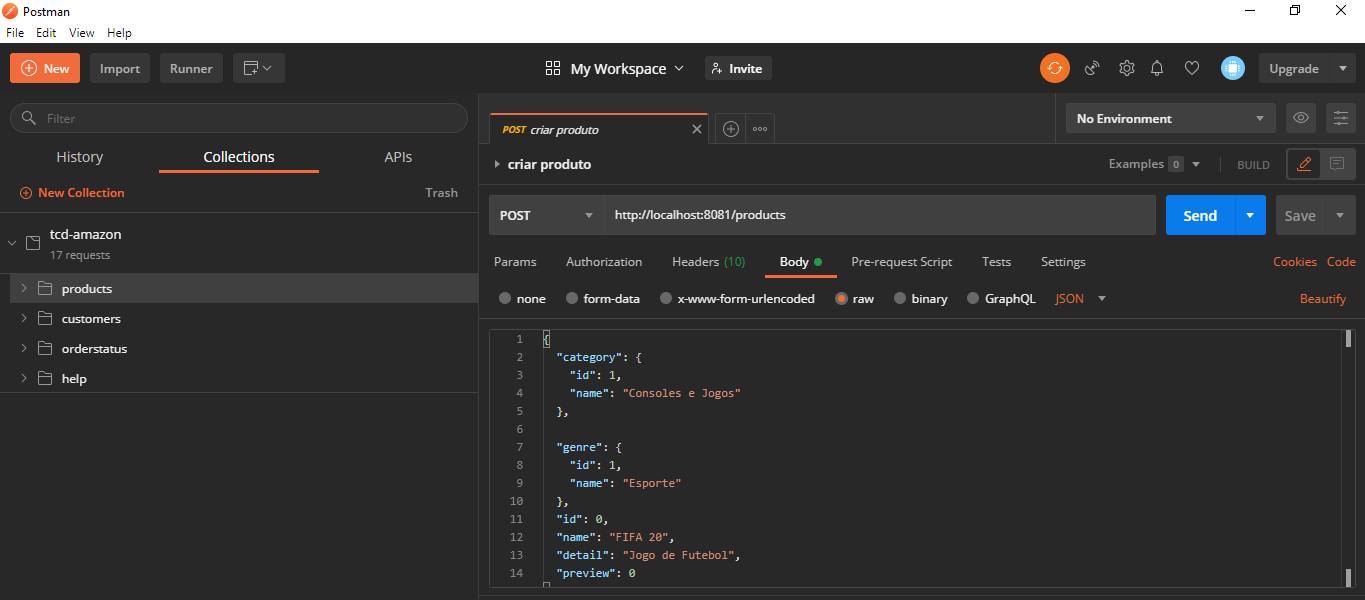 Postman
File Edit View Help
New Import Runner My Workspace Invite Upgrade
Filter
History Collections APIs
New Collection Trash
tcd-amazon
17 requests
products
customers
orderstatus
help
POST criar produto
No Environment
criar produto Examples 0 BUILD
POST http://localhost:8081/products Send Save
Params Authorization Headers (10) Body Pre-request Script Tests Settings Cookies Code
none form-data x-www-form-urlencoded raw binary GraphQL JSON Beautify
1 {
2 "category": {
3 "id": 1,
4 "name": "Consoles e Jogos"
5 },
6
7 "genre": {
8 "id": 1,
9 "name": "Esporte"
10 },
11 "id": 0,
12 "name": "FIFA 20",
13 "detail": "Jogo de Futebol",
14 "preview": 0